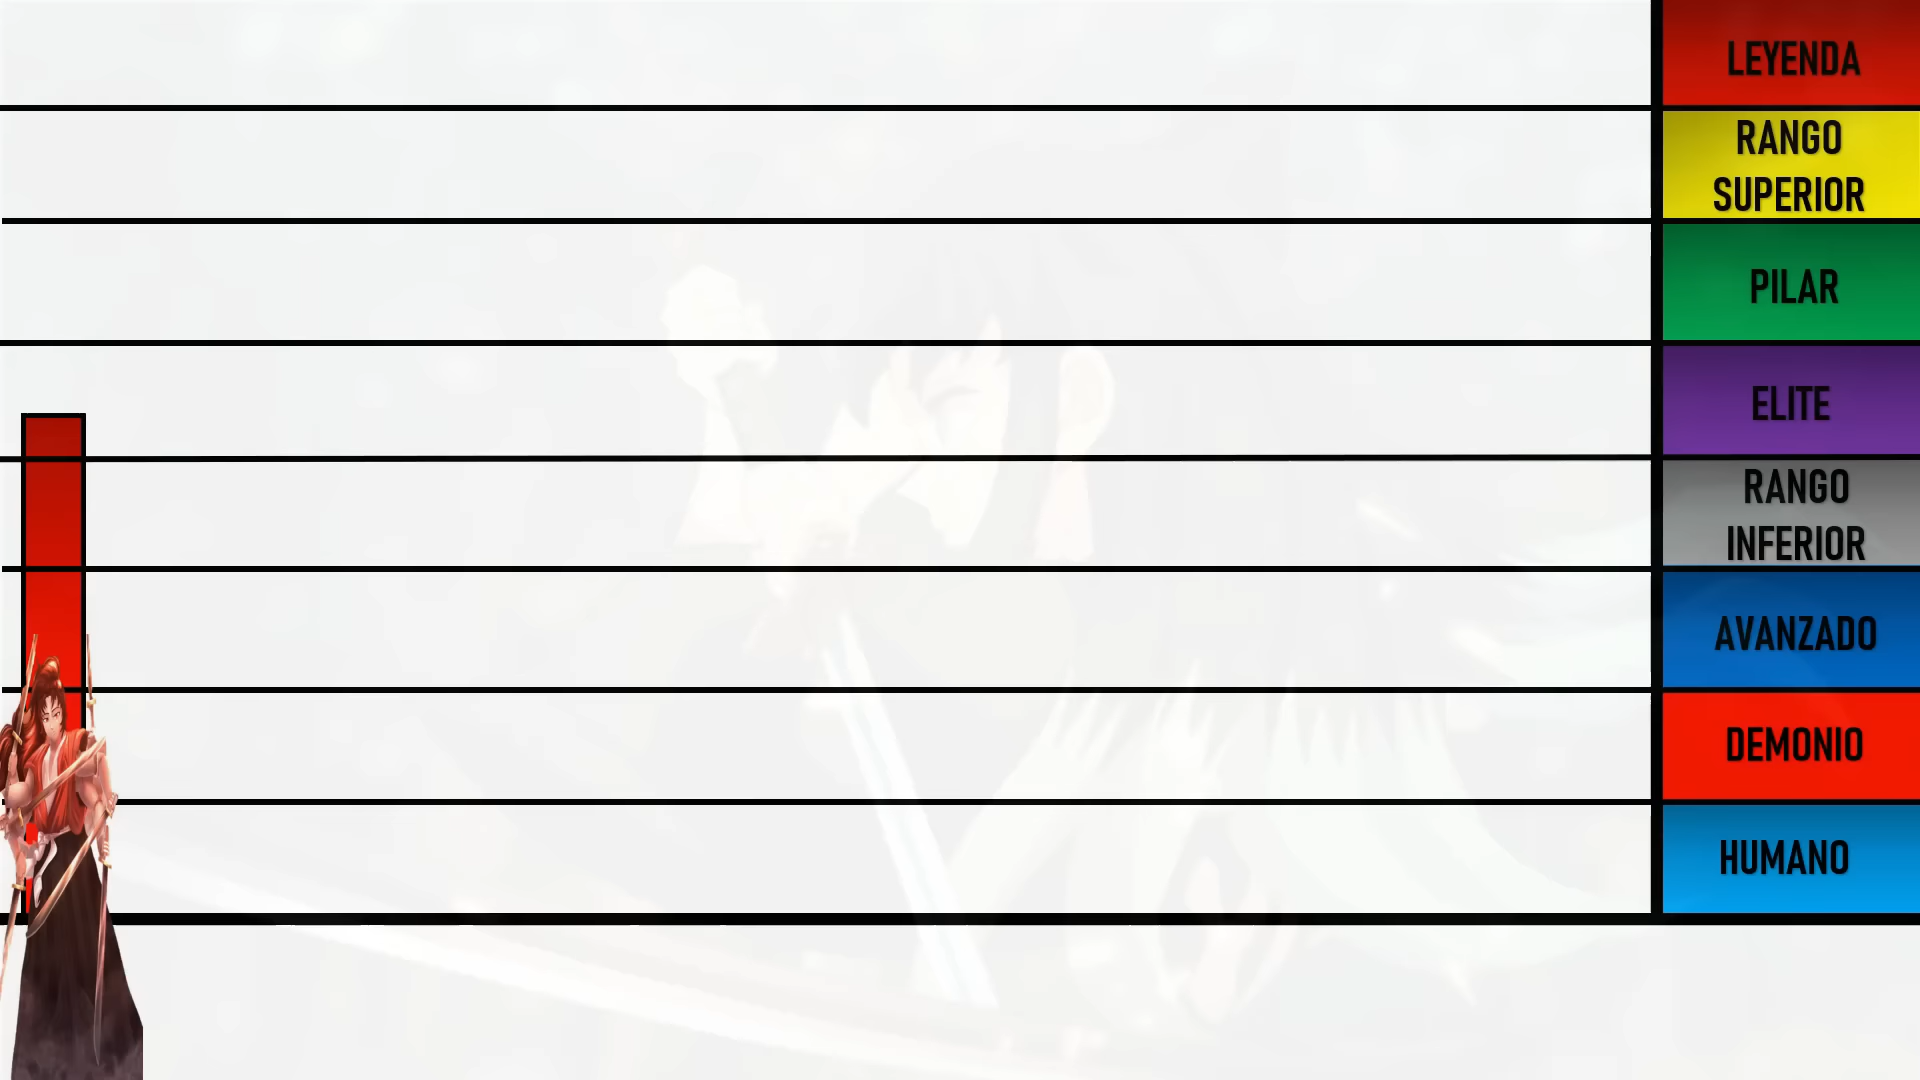 LEYENDA
RANGO
SUPERIOR
PILAR
ELITE
RANGO
INFERIOR
AVANZADO
DEMONIO
HUMANO